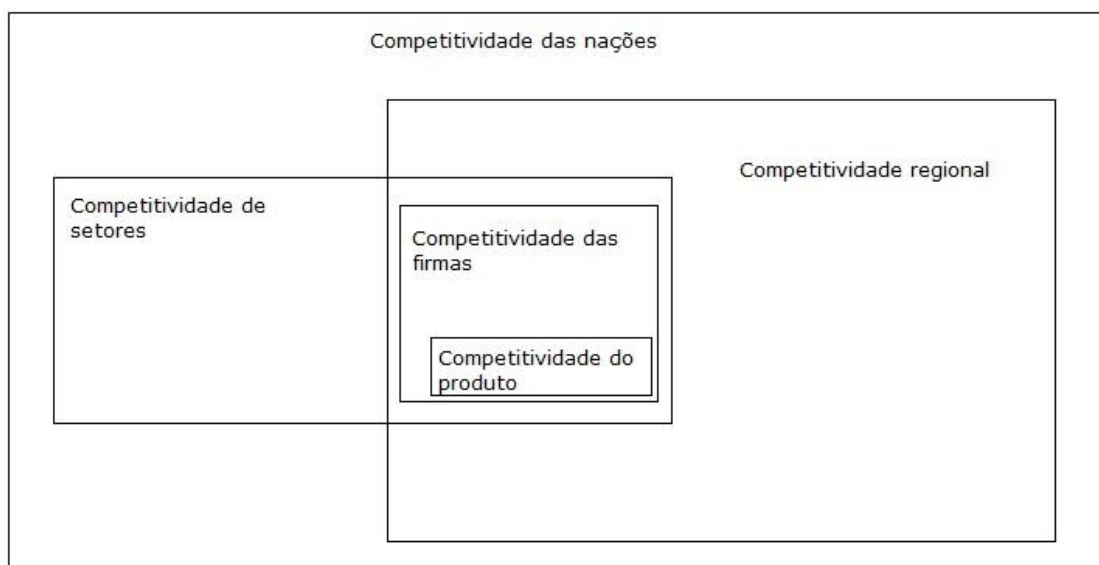 Competitividade das nações
Competitividade regional
Competitividade de
setores
Competitividade das
firmas
Competitividade do
produto